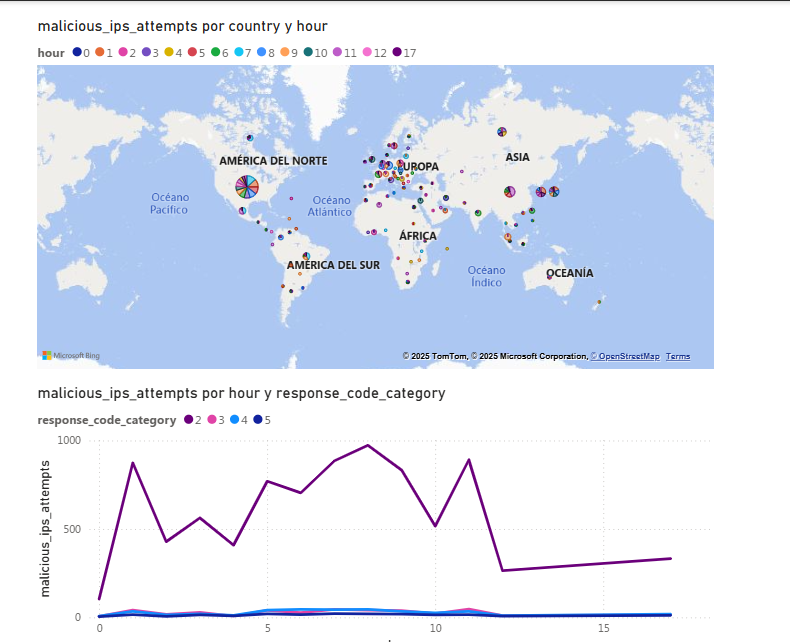 malicious_ips_attempts por country y hour
hour 0 1 2 3 4 5 6 7 8 9 10 11 12 17
AMÉRICA DEL NORTE
ASIA
UROPA
Océano
Pacífico
Océano
Atlántico
ÁFRICA
AMÉRICA DEL SUR
Océano
Índico
OCEANÍA
Microsoft Bing
© 2025 TomTom, © 2025 Microsoft Corporation, © OpenStreetMap Terms
malicious_ips_attempts por hour y response_code_category
response_code_category 2 3 4 5
malicious_ips_attempts
1000
500
0
0 5 10 15